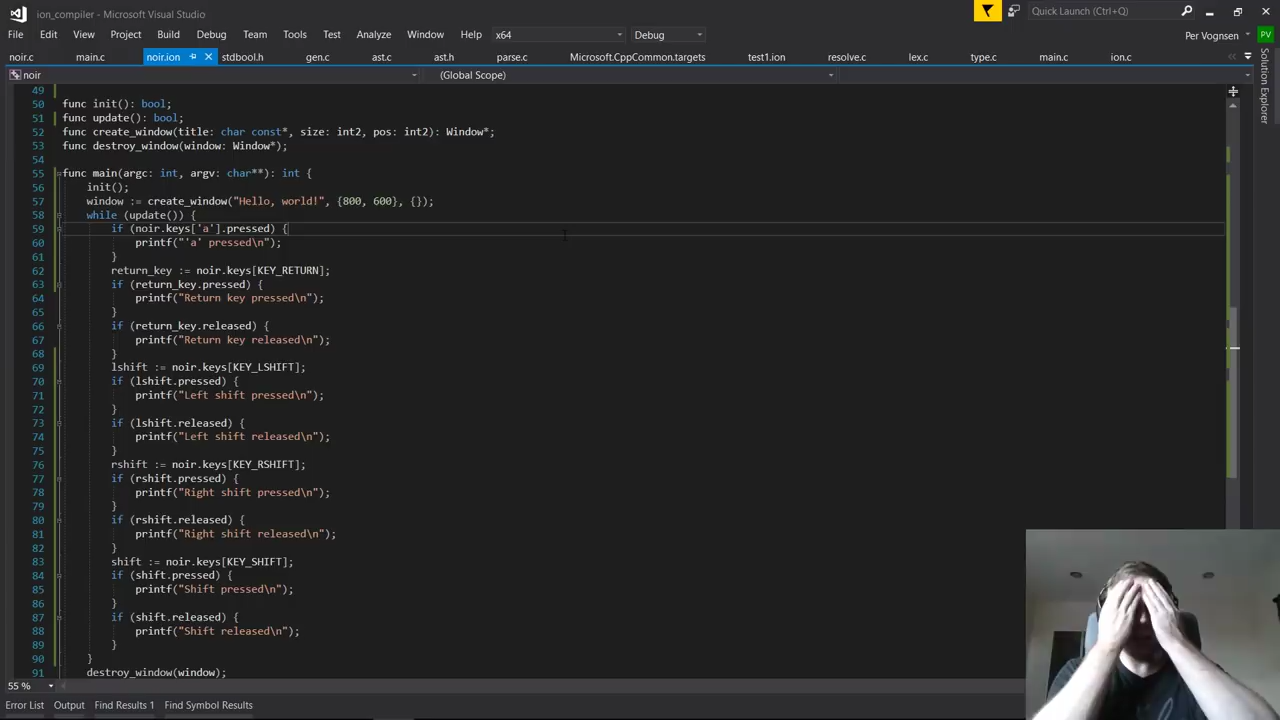 ion_compiler - Microsoft Visual Studio
Quick Launch (Ctrl+Q)
File Edit View Project Build Debug Team Tools Test Analyze Window Help x64 Debug
Per Vognsen PV
noir.c main.c noir.ion stdbool.h gen.c ast.c ast.h parse.c Microsoft.CppCommon.targets test1.ion resolve.c lex.c type.c main.c ion.c
Solution Explorer
noir (Global Scope)
49
50 func init(): bool;
51 func update(): bool;
52 func create_window(title: char const*, size: int2, pos: int2): Window*;
53 func destroy_window(window: Window*);
54
55 func main(argc: int, argv: char**): int {
56 init();
57 window := create_window("Hello, world!", {800, 600}, {});
58 while (update()) {
59 if (noir.keys['a'].pressed) {
60 printf("'a' pressed\n");
61 }
62 return_key := noir.keys[KEY_RETURN];
63 if (return_key.pressed) {
64 printf("Return key pressed\n");
65 }
66 if (return_key.released) {
67 printf("Return key released\n");
68 }
69 lshift := noir.keys[KEY_LSHIFT];
70 if (lshift.pressed) {
71 printf("Left shift pressed\n");
72 }
73 if (lshift.released) {
74 printf("Left shift released\n");
75 }
76 rshift := noir.keys[KEY_RSHIFT];
77 if (rshift.pressed) {
78 printf("Right shift pressed\n");
79 }
80 if (rshift.released) {
81 printf("Right shift released\n");
82 }
83 shift := noir.keys[KEY_SHIFT];
84 if (shift.pressed) {
85 printf("Shift pressed\n");
86 }
87 if (shift.released) {
88 printf("Shift released\n");
89 }
90 }
91 destroy_window(window);
55 %
Error List Output Find Results 1 Find Symbol Results